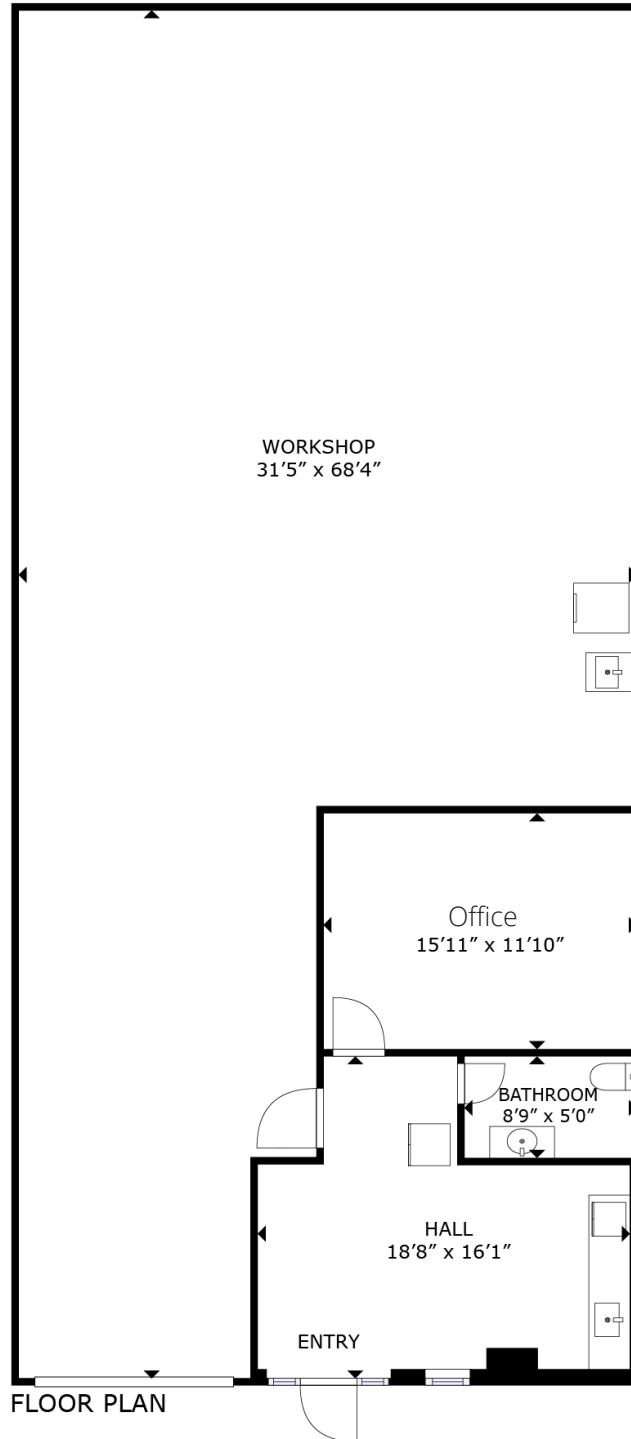 WORKSHOP
31’5” x 68’4”
Office
15’11” x 11’10”
BATHROOM
8’9” x 5’0”
HALL
18’8” x 16’1”
ENTRY
FLOOR PLAN